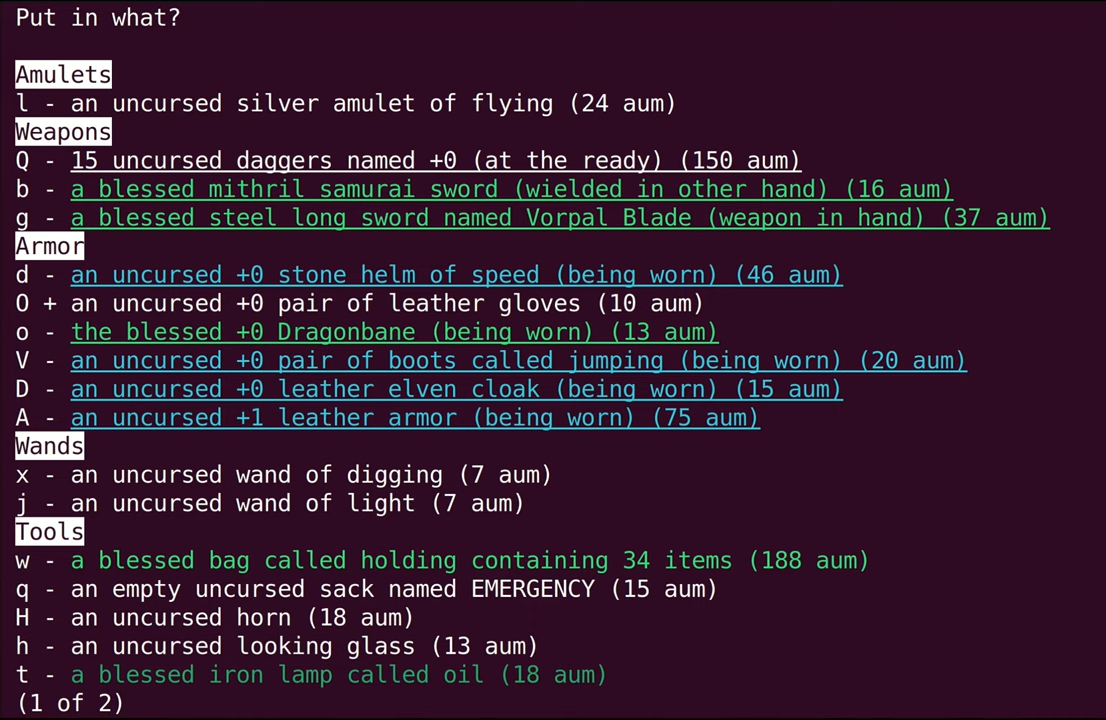 Put in what?
Amulets
l - an uncursed silver amulet of flying (24 aum)
Weapons
Q - 15 uncursed daggers named +0 (at the ready) (150 aum)
b - a blessed mithril samurai sword (wielded in other hand) (16 aum)
g - a blessed steel long sword named Vorpal Blade (weapon in hand) (37 aum)
Armor
d - an uncursed +0 stone helm of speed (being worn) (46 aum)
O + an uncursed +0 pair of leather gloves (10 aum)
o - the blessed +0 Dragonbane (being worn) (13 aum)
V - an uncursed +0 pair of boots called jumping (being worn) (20 aum)
D - an uncursed +0 leather elven cloak (being worn) (15 aum)
A - an uncursed +1 leather armor (being worn) (75 aum)
Wands
x - an uncursed wand of digging (7 aum)
j - an uncursed wand of light (7 aum)
Tools
w - a blessed bag called holding containing 34 items (188 aum)
q - an empty uncursed sack named EMERGENCY (15 aum)
H - an uncursed horn (18 aum)
h - an uncursed looking glass (13 aum)
t - a blessed iron lamp called oil (18 aum)
(1 of 2)